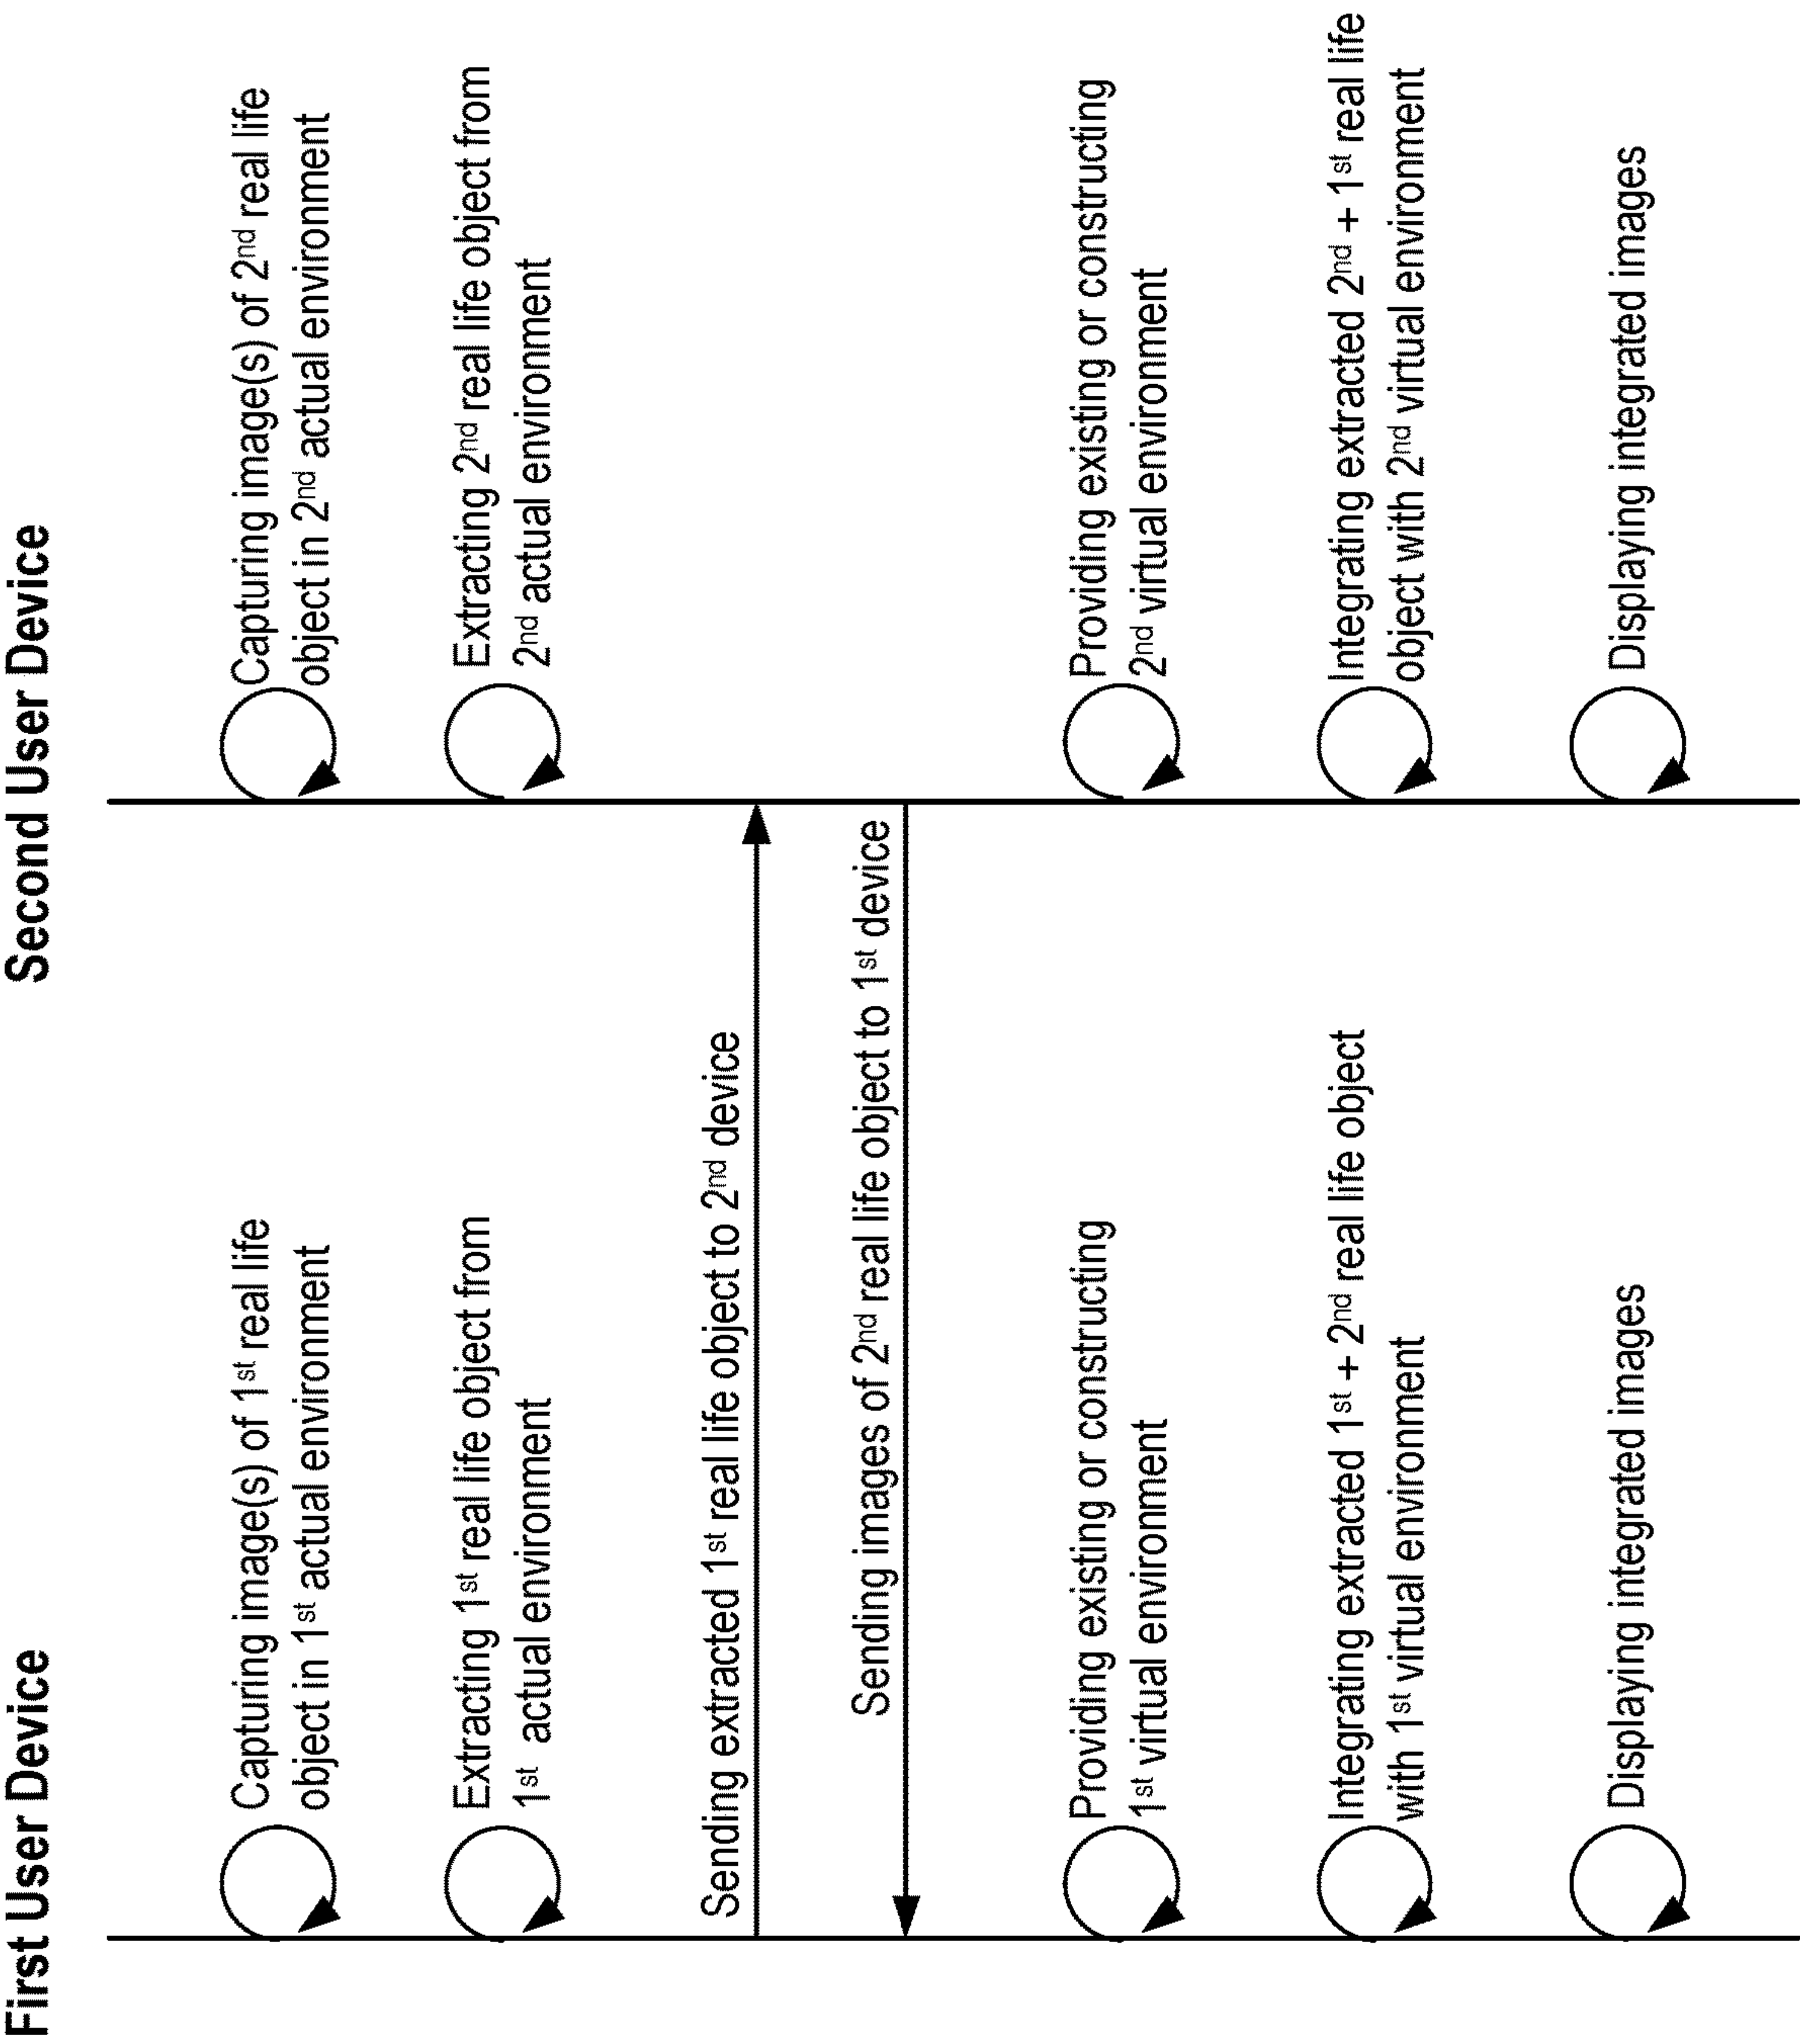 First User Device
Second User Device
Capturing image(s) of 1st real life
object in 1st actual environment
Capturing image(s) of 2nd real life
object in 2nd actual environment
Extracting 1st real life object from
1st actual environment
Extracting 2nd real life object from
2nd actual environment
Sending extracted 1st real life object to 2nd device
Sending images of 2nd real life object to 1st device
Providing existing or constructing
1st virtual environment
Providing existing or constructing
2nd virtual environment
Integrating extracted 1st + 2nd real life object
with 1st virtual environment
Integrating extracted 2nd + 1st real life
object with 2nd virtual environment
Displaying integrated images
Displaying integrated images